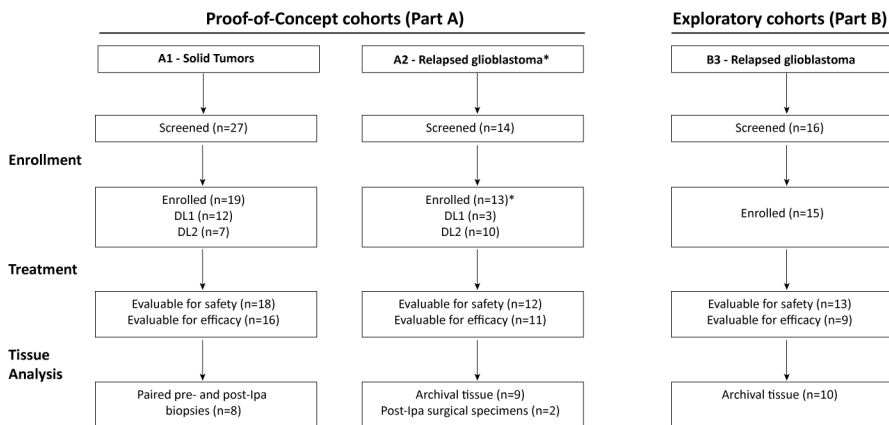 Proof-of-Concept cohorts (Part A)
Exploratory cohorts (Part B)
A1 - Solid Tumors
A2 - Relapsed glioblastoma*
B3 - Relapsed glioblastoma
Screened (n=27)
Screened (n=14)
Screened (n=16)
Enrollment
Enrolled (n=19)
DL1 (n=12)
DL2 (n=7)
Enrolled (n=13)*
DL1 (n=3)
DL2 (n=10)
Enrolled (n=15)
Treatment
Evaluable for safety (n=18)
Evaluable for efficacy (n=16)
Evaluable for safety (n=12)
Evaluable for efficacy (n=11)
Evaluable for safety (n=13)
Evaluable for efficacy (n=9)
Tissue
Analysis
Paired pre- and post-Ipa
biopsies (n=8)
Archival tissue (n=9)
Post-Ipa surgical specimens (n=2)
Archival tissue (n=10)